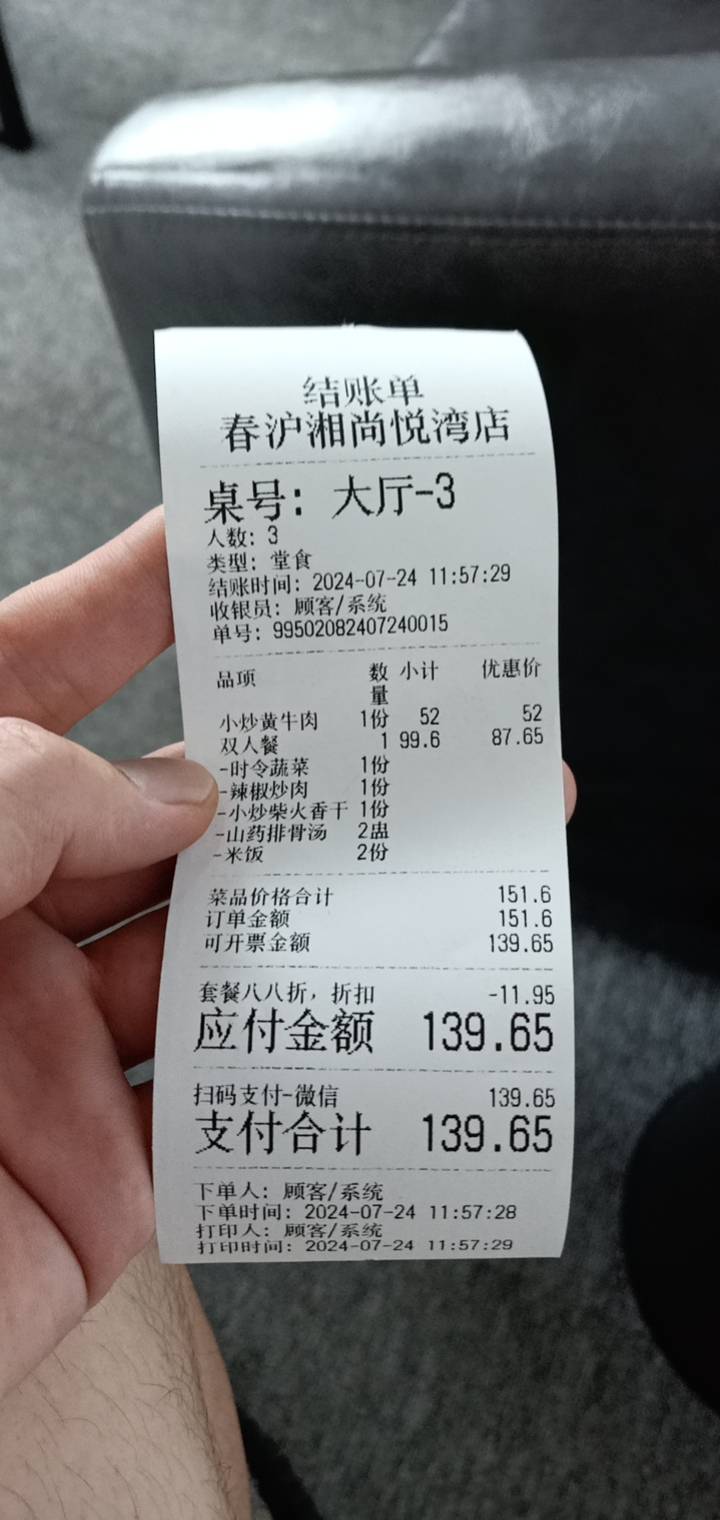 结账单
春沪湘尚悦湾店
桌号: 大厅-3
人数: 3
类型: 堂食
结账时间: 2024-07-24 11:57:29
收银员: 顾客/系统
单号: 99502082407240015
品项 数量 小计 优惠价
小炒黄牛肉 1份 52 52
双人餐 1 99.6 87.65
-时令蔬菜 1份
-辣椒炒肉 1份
-小炒柴火香干 1份
-山药排骨汤 2盅
-米饭 2份
菜品价格合计 151.6
订单金额 151.6
可开票金额 139.65
套餐八八折, 折扣 -11.95
应付金额 139.65
扫码支付-微信 139.65
支付合计 139.65
下单人: 顾客/系统
下单时间: 2024-07-24 11:57:28
打印人: 顾客/系统
打印时间: 2024-07-24 11:57:29